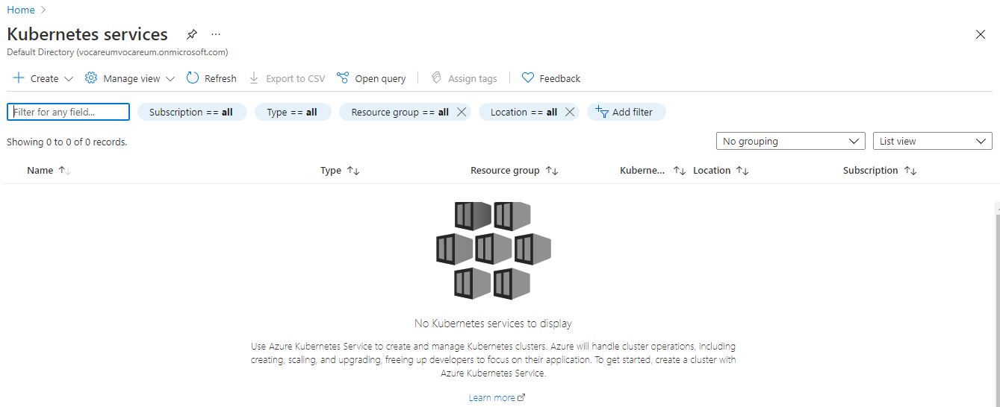 Home
Kubernetes services ...
Default Directory (vocareumvocareum.onmicrosoft.com)
Create Manage view Refresh Export to CSV Open query Assign tags Feedback
Filter for any field... Subscription == all Type == all Resource group == all Location == all Add filter
Showing 0 to 0 of 0 records. No grouping List view
Name Type Resource group Kuberne... Location Subscription
No Kubernetes services to display
Use Azure Kubernetes Service to create and manage Kubernetes clusters. Azure will handle cluster operations, including
creating, scaling, and upgrading, freeing up developers to focus on their application. To get started, create a cluster with
Azure Kubernetes Service.
Learn more